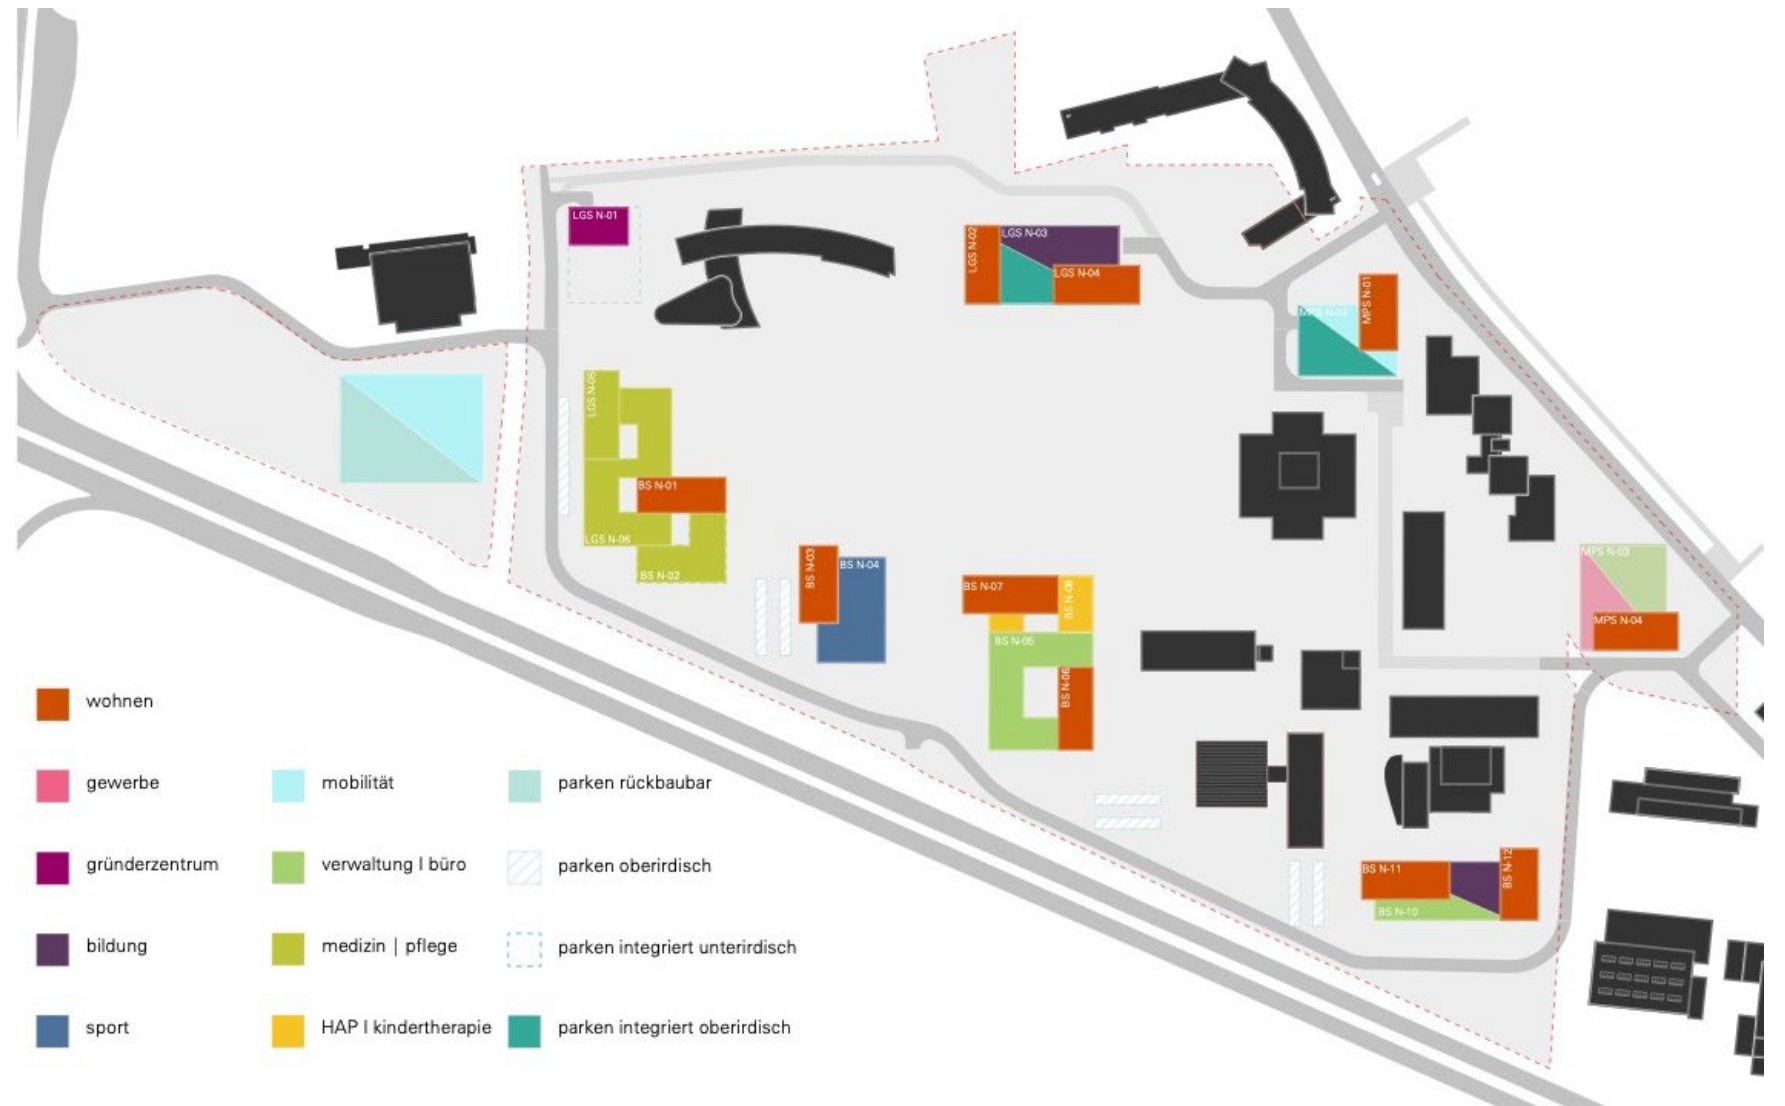 LGS N-01
LGS N-02
LGS N-03
LGS N-04
MPS N-01
MPS N-02
LGS N-05
BS N-01
LGS N-06
BS N-02
BS N-03
BS N-04
BS N-07
BS N-08
BS N-05
BS N-06
MPS N-03
MPS N-04
BS N-11
BS N-12
BS N-10
wohnen
gewerbe
mobilität
parken rückbaubar
gründerzentrum
verwaltung I büro
parken oberirdisch
bildung
medizin | pflege
parken integriert unterirdisch
sport
HAP I kindertherapie
parken integriert oberirdisch